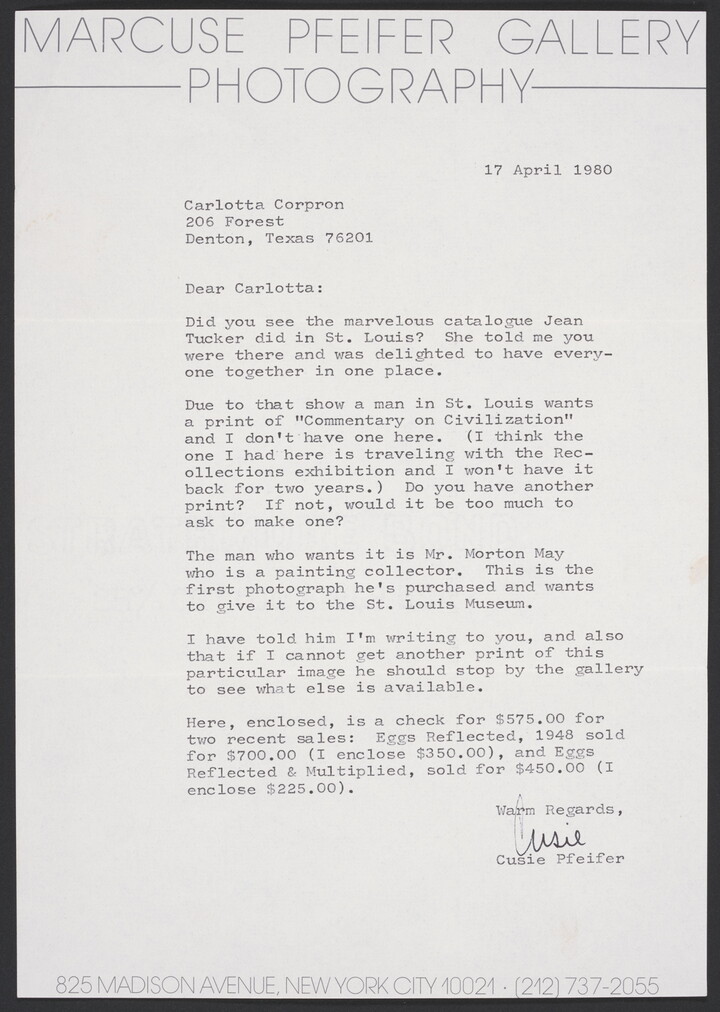 MARCUSE PFEIFER GALLERY
PHOTOGRAPHY
17 April 1980
Carlotta Corpron
206 Forest
Denton, Texas 76201
Dear Carlotta:
Did you see the marvelous catalogue Jean
Tucker did in St. Louis?  She told me you
were there and was delighted to have every-
one together in one place.
Due to that show a man in St. Louis wants
a print of "Commentary on Civilization"
and I don't have one here.  (I think the
one I had here is traveling with the Rec-
ollections exhibition and I won't have it
back for two years.)  Do you have another
print?  If not, would it be too much to
ask to make one?
The man who wants it is Mr. Morton May
who is a painting collector.  This is the
first photograph he's purchased and wants
to give it to the St. Louis Museum.
I have told him I'm writing to you, and also
that if I cannot get another print of this
particular image he should stop by the gallery
to see what else is available.
Here, enclosed, is a check for $575.00 for
two recent sales:  Eggs Reflected, 1948 sold
for $700.00 (I enclose $350.00), and Eggs
Reflected & Multiplied, sold for $450.00 (I
enclose $225.00).
Warm Regards,
Cusie
Cusie Pfeifer
825 MADISON AVENUE, NEW YORK CITY 10021 · (212) 737-2055